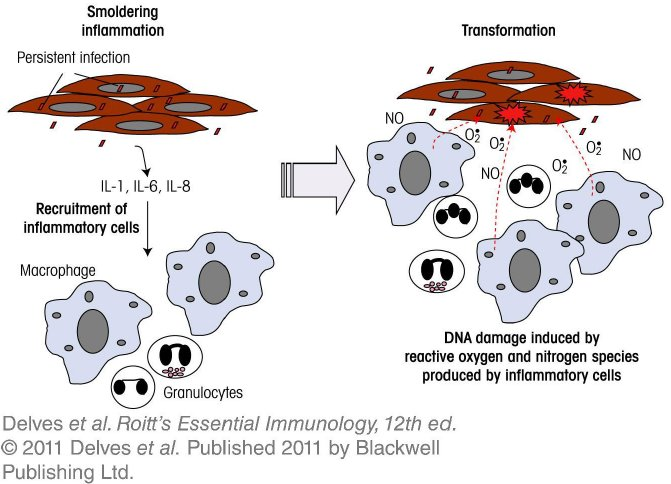 Smoldering
inflammation
Persistent infection
IL-1, IL-6, IL-8
Recruitment of
inflammatory cells
Macrophage
Granulocytes
Transformation
NO
O₂•
O₂•
O₂•
NO
NO
O₂•
DNA damage induced by
reactive oxygen and nitrogen species
produced by inflammatory cells
Delves et al. Roitt's Essential Immunology, 12th ed.
© 2011 Delves et al. Published 2011 by Blackwell
Publishing Ltd.